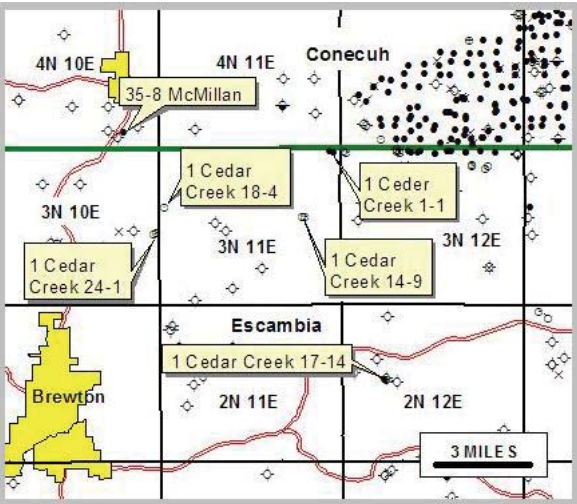 Conecuh
4N 10E
4N 11E
35-8 McMillan
1 Cedar
Creek 18-4
1 Ceder
Creek 1-1
3N 10E
3N 11E
3N 12E
1 Cedar
Creek 24-1
1 Cedar
Creek 14-9
Escambia
1 Cedar Creek 17-14
Brewton
2N 11E
2N 12E
3 MILES